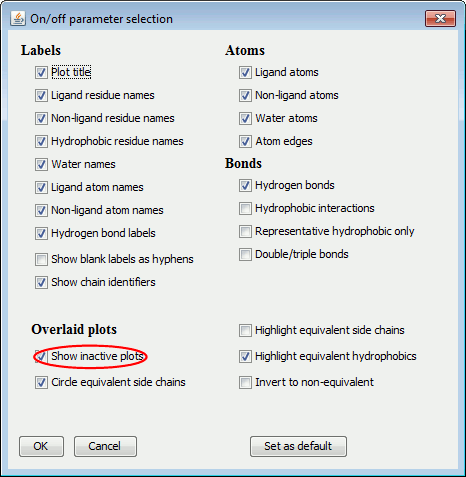 On/off parameter selection
Labels
Plot title
Ligand residue names
Non-ligand residue names
Hydrophobic residue names
Water names
Ligand atom names
Non-ligand atom names
Hydrogen bond labels
Show blank labels as hyphens
Show chain identifiers
Atoms
Ligand atoms
Non-ligand atoms
Water atoms
Atom edges
Bonds
Hydrogen bonds
Hydrophobic interactions
Representative hydrophobic only
Double/triple bonds
Overlaid plots
Show inactive plots
Circle equivalent side chains
Highlight equivalent side chains
Highlight equivalent hydrophobics
Invert to non-equivalent
OK
Cancel
Set as default